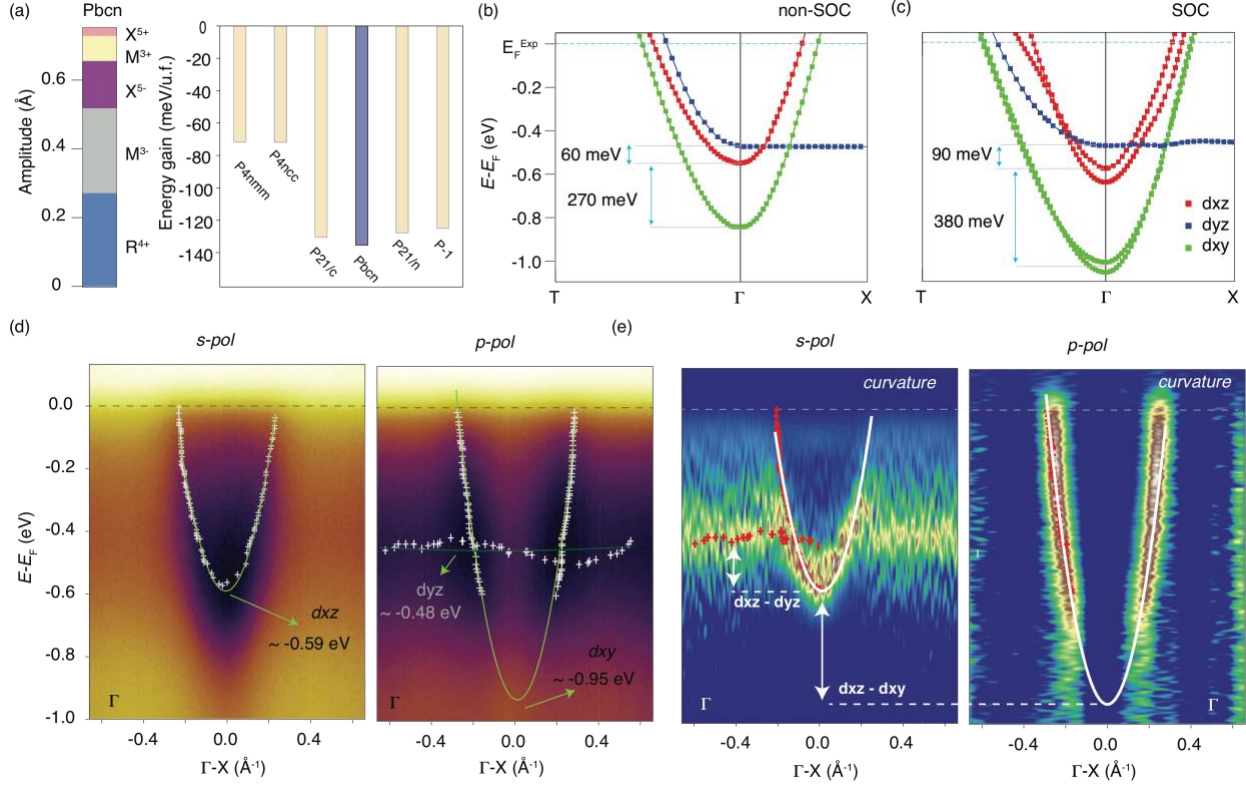 (a)
Pbcn
X⁵⁺
M³⁺
X⁵⁻
M³⁻
R⁴⁺
Amplitude (Å)
0.6
0.4
0.2
0
Energy gain (meV/u.f.)
0
-20
-40
-60
-80
-100
-120
-140
P4nmm
P4ncc
P21/c
Pbcn
P21/n
P-1
(b)
non-SOC
E_F^Exp
-0.2
-0.4
-0.6
-0.8
-1.0
E-E_F (eV)
60 meV
270 meV
T
Γ
X
(c)
SOC
90 meV
380 meV
dxz
dyz
dxy
T
Γ
X
(d)
s-pol
p-pol
0.0
-0.2
-0.4
-0.6
-0.8
-1.0
E-E_F (eV)
dxz
~ -0.59 eV
Γ
dyz
~ -0.48 eV
dxy
~ -0.95 eV
Γ
-0.4
0.0
0.4
Γ-X (Å⁻¹)
-0.4
0.0
0.4
Γ-X (Å⁻¹)
(e)
s-pol
p-pol
curvature
curvature
dxz - dyz
dxz - dxy
Γ
Γ
-0.4
0.0
0.4
Γ-X (Å⁻¹)
-0.4
0.0
0.4
Γ-X (Å⁻¹)